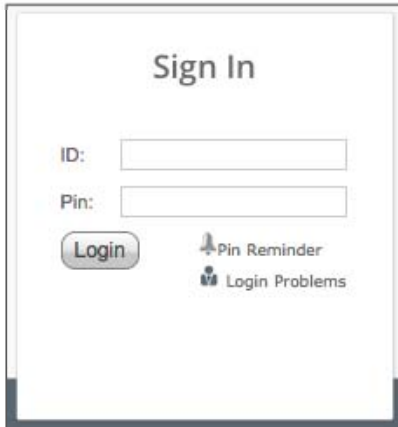 Sign In
ID:
Pin:
Login
Pin Reminder
Login Problems